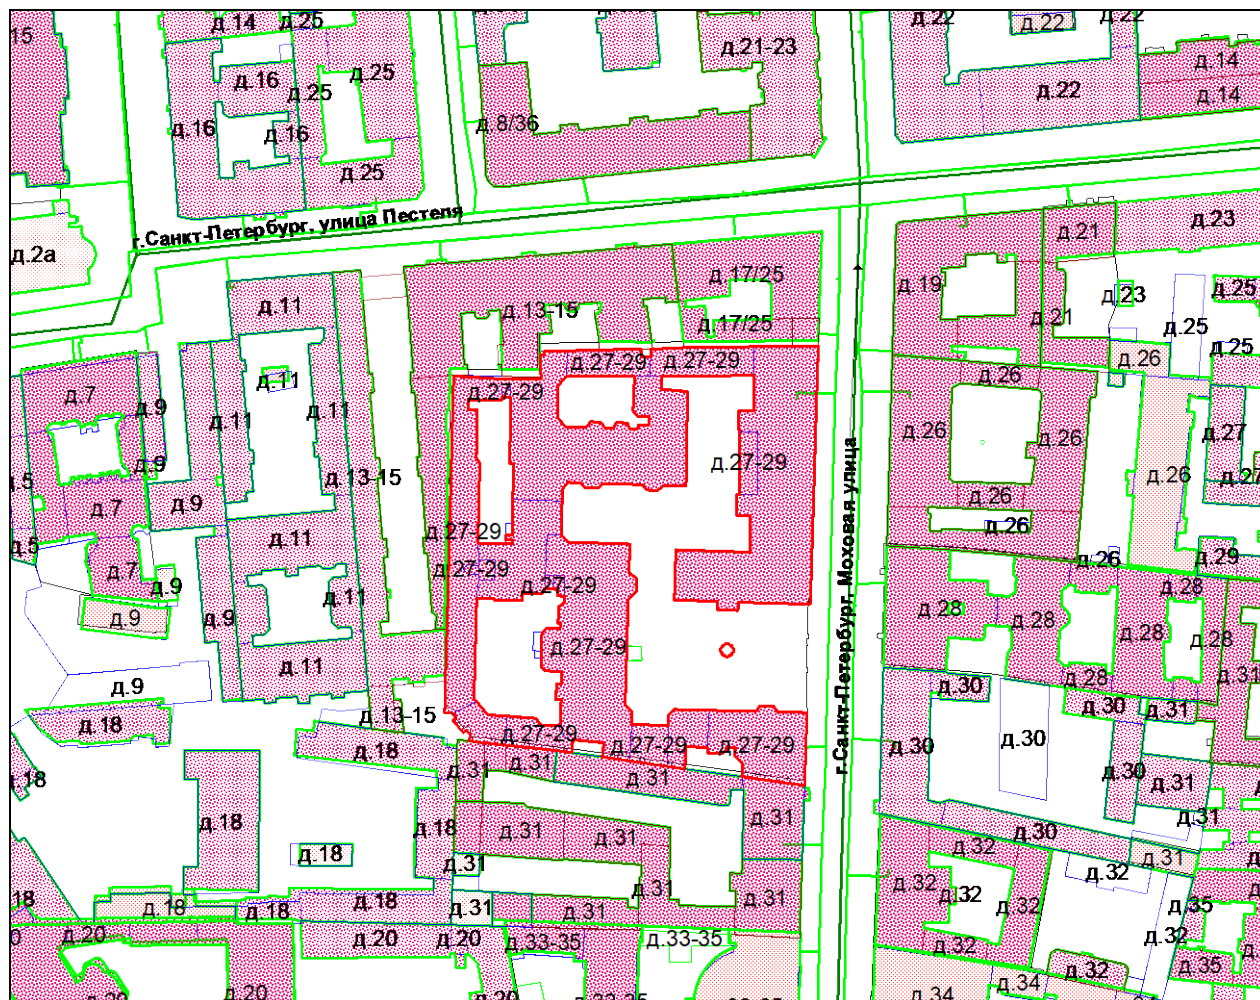 15
д.14
д.25
д.22
д.22
д.22
д.21-23
д.14
д.16
д.25
д.25
д.22
д.14
д.16
д.16
д.8/36
д.25
г.Санкт-Петербург, улица Пестеля
д.2а
д.21
д.23
д.17/25
д.19
д.23
д.25
д.11
д.13-15
д.17/25
д.21
д.25
д.25
д.26
д.27-29
д.27-29
д.26
д.11
д.7
д.9
д.11
д.11
д.27-29
д.26
д.26
д.27
д.9
д.13-15
д.27-29
д.26
д.27
д.5
д.7
д.9
д.26
д.26
д.5
д.11
д.27-29
д.26
д.29
д.7
д.9
д.27-29
д.27-29
д.28
д.9
д.9
д.11
д.28
д.28
д.28
д.28
д.11
д.27-29
г.Санкт-Петербург, Моховая улица
д.9
д.30
д.28
д.31
д.18
д.13-15
д.30
д.31
д.18
д.27-29
д.27-29
д.27-29
д.30
д.30
д.18
д.31
д.31
д.31
д.30
д.31
д.18
д.18
д.31
д.31
д.31
д.31
д.30
д.18
д.31
д.32
д.31
д.32
18
д.18
д.18
д.18
д.31
д.31
д.31
д.31
д.32
д.32
д.32
д.35
д.20
д.20
д.20
д.33-35
д.33-35
д.32
д.32
д.35
д.32
д.20
д.20
д.20
д.34
д.34